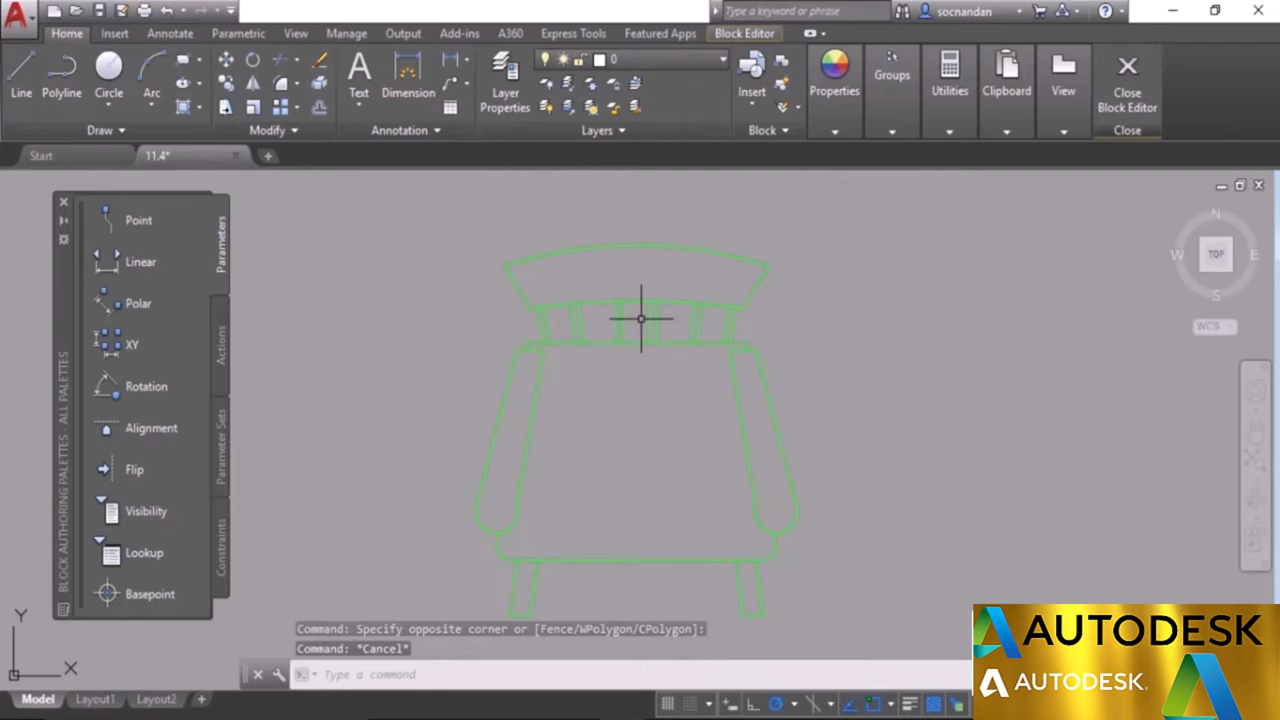 A
Type a keyword or phrase
socnandan
Home Insert Annotate Parametric View Manage Output Add-ins A360 Express Tools Featured Apps Block Editor
0
Line Polyline Circle Arc
A
Text Dimension
Layer
Properties
Insert
Properties
Groups
Utilities
Clipboard
View
Close
Block Editor
Draw
Modify
Annotation
Layers
Block
Close
Start
11.4*
Point
Linear
Polar
XY
Rotation
Alignment
Flip
Visibility
Lookup
Basepoint
Parameters
Actions
Parameter Sets
Constraints
BLOCK AUTHORING PALETTES - ALL PALETTES
N
W TOP E
S
WCS
Y
X
Command: Specify opposite corner or [Fence/WPolygon/CPolygon]:
Command: *Cancel*
Type a command
Model Layout1 Layout2
AUTODESK
AUTODESK.